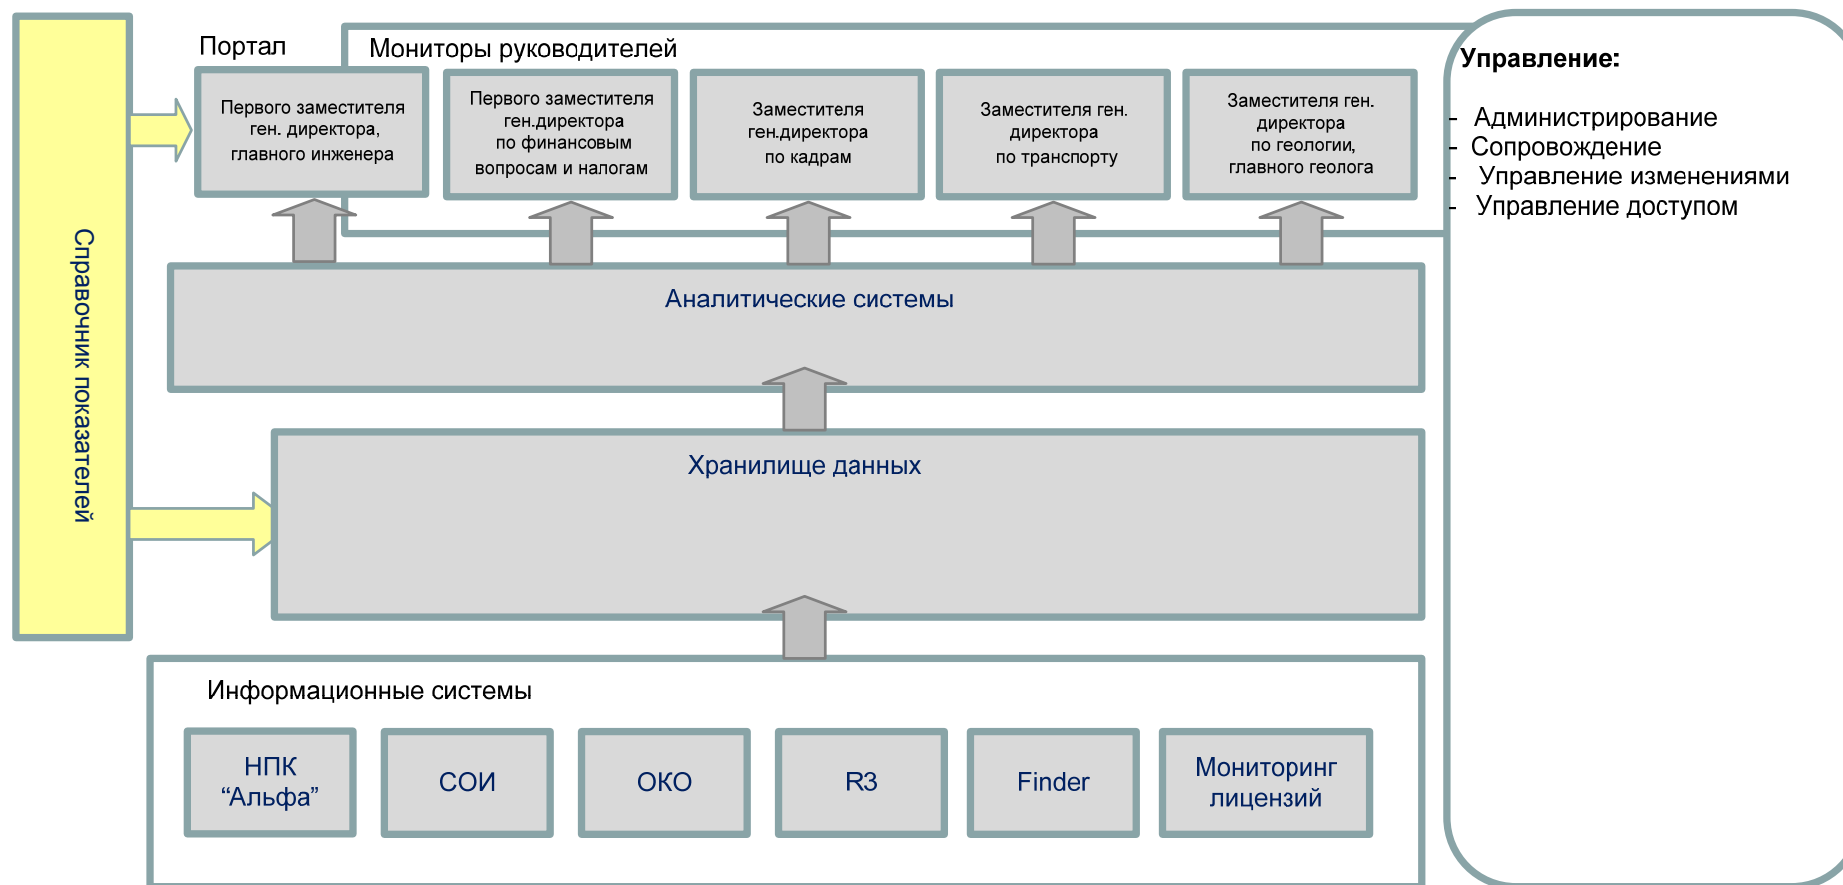 Портал
Мониторы руководителей
Первого заместителя
ген. директора,
главного инженера
Первого заместителя
ген.директора
по финансовым
вопросам и налогам
Заместителя
ген.директора
по кадрам
Заместителя ген.
директора
по транспорту
Заместителя ген.
директора
по геологии,
главного геолога
Управление:
- Администрирование
- Сопровождение
- Управление изменениями
- Управление доступом
Справочник показателей
Аналитические системы
Хранилище данных
Информационные системы
НПК
“Альфа”
СОИ
ОКО
R3
Finder
Мониторинг
лицензий